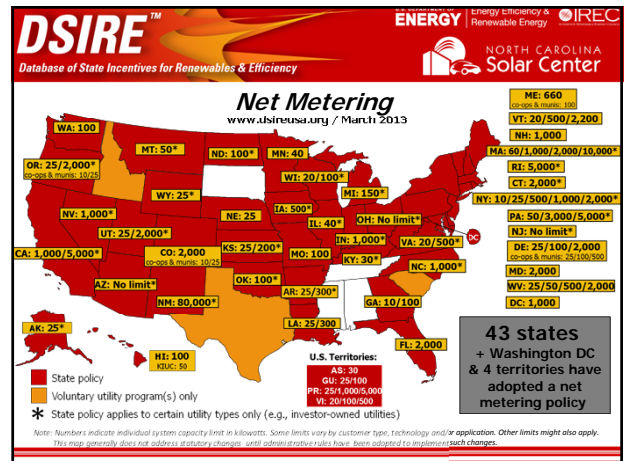 DSIRE™
Database of State Incentives for Renewables & Efficiency
U.S. DEPARTMENT OF
ENERGY
Energy Efficiency &
Renewable Energy
IREC
NORTH CAROLINA
Solar Center
Net Metering
www.dsireusa.org / March 2013
WA: 100
OR: 25/2,000*
co-ops & munis: 10/25
MT: 50*
ND: 100*
MN: 40
WI: 20/100*
MI: 150*
WY: 25*
IA: 500*
NV: 1,000*
NE: 25
IL: 40*
OH: No limit*
UT: 25/2,000*
KS: 25/200*
IN: 1,000*
VA: 20/500*
DC
CA: 1,000/5,000*
CO: 2,000
co-ops & munis: 10/25
MO: 100
KY: 30*
NC: 1,000*
AZ: No limit*
OK: 100*
AR: 25/300*
NM: 80,000*
GA: 10/100
LA: 25/300
AK: 25*
HI: 100
KIUC: 50
FL: 2,000
ME: 660
co-ops & munis: 100
VT: 20/500/2,200
NH: 1,000
MA: 60/1,000/2,000/10,000*
RI: 5,000*
CT: 2,000*
NY: 10/25/500/1,000/2,000*
PA: 50/3,000/5,000*
NJ: No limit*
DE: 25/100/2,000
co-ops & munis: 25/100/500
MD: 2,000
WV: 25/50/500/2,000
DC: 1,000
U.S. Territories:
AS: 30
GU: 25/100
PR: 25/1,000/5,000
VI: 20/100/500
43 states
+ Washington DC
& 4 territories have
adopted a net
metering policy
State policy
Voluntary utility program(s) only
* State policy applies to certain utility types only (e.g., investor-owned utilities)
Note: Numbers indicate individual system capacity limit in kilowatts. Some limits vary by customer type, technology and/or application. Other limits might also apply.
This map generally does not address statutory changes until administrative rules have been adopted to implement such changes.